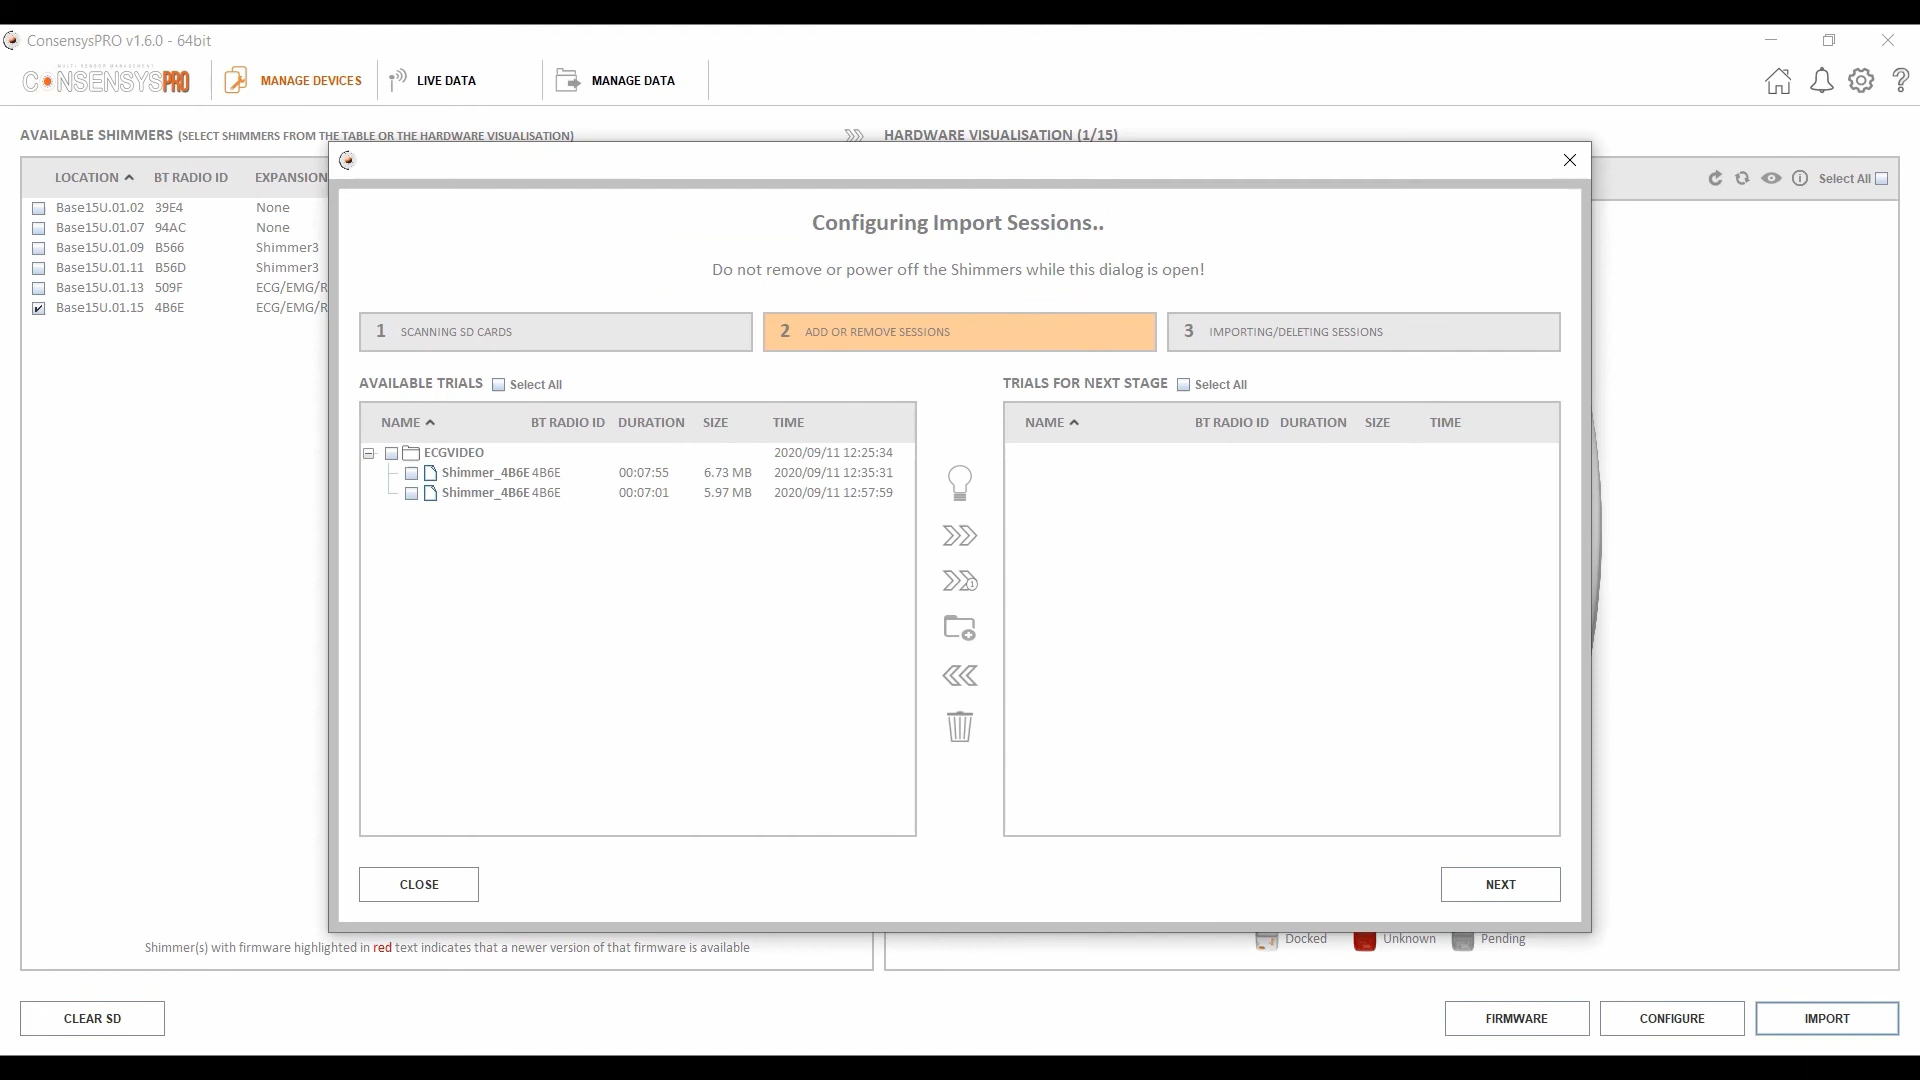 ConsensysPRO v1.6.0 - 64bit
MULTI SENSOR MANAGEMENT
CONSENSYSPRO
MANAGE DEVICES
LIVE DATA
MANAGE DATA
AVAILABLE SHIMMERS (SELECT SHIMMERS FROM THE TABLE OR THE HARDWARE VISUALISATION)
HARDWARE VISUALISATION (1/15)
LOCATION BT RADIO ID EXPANSION
Select All
Base15U.01.02 39E4 None
Base15U.01.07 94AC None
Base15U.01.09 B566 Shimmer3
Base15U.01.11 B56D Shimmer3
Base15U.01.13 509F ECG/EMG/R
Base15U.01.15 4B6E ECG/EMG/R
Configuring Import Sessions..
Do not remove or power off the Shimmers while this dialog is open!
1 SCANNING SD CARDS
2 ADD OR REMOVE SESSIONS
3 IMPORTING/DELETING SESSIONS
AVAILABLE TRIALS Select All
TRIALS FOR NEXT STAGE Select All
NAME BT RADIO ID DURATION SIZE TIME
NAME BT RADIO ID DURATION SIZE TIME
ECGVIDEO 2020/09/11 12:25:34
Shimmer_4B6E 4B6E 00:07:55 6.73 MB 2020/09/11 12:35:31
Shimmer_4B6E 4B6E 00:07:01 5.97 MB 2020/09/11 12:57:59
1
CLOSE
NEXT
Shimmer(s) with firmware highlighted in red text indicates that a newer version of that firmware is available
Docked
Unknown
Pending
CLEAR SD
FIRMWARE
CONFIGURE
IMPORT